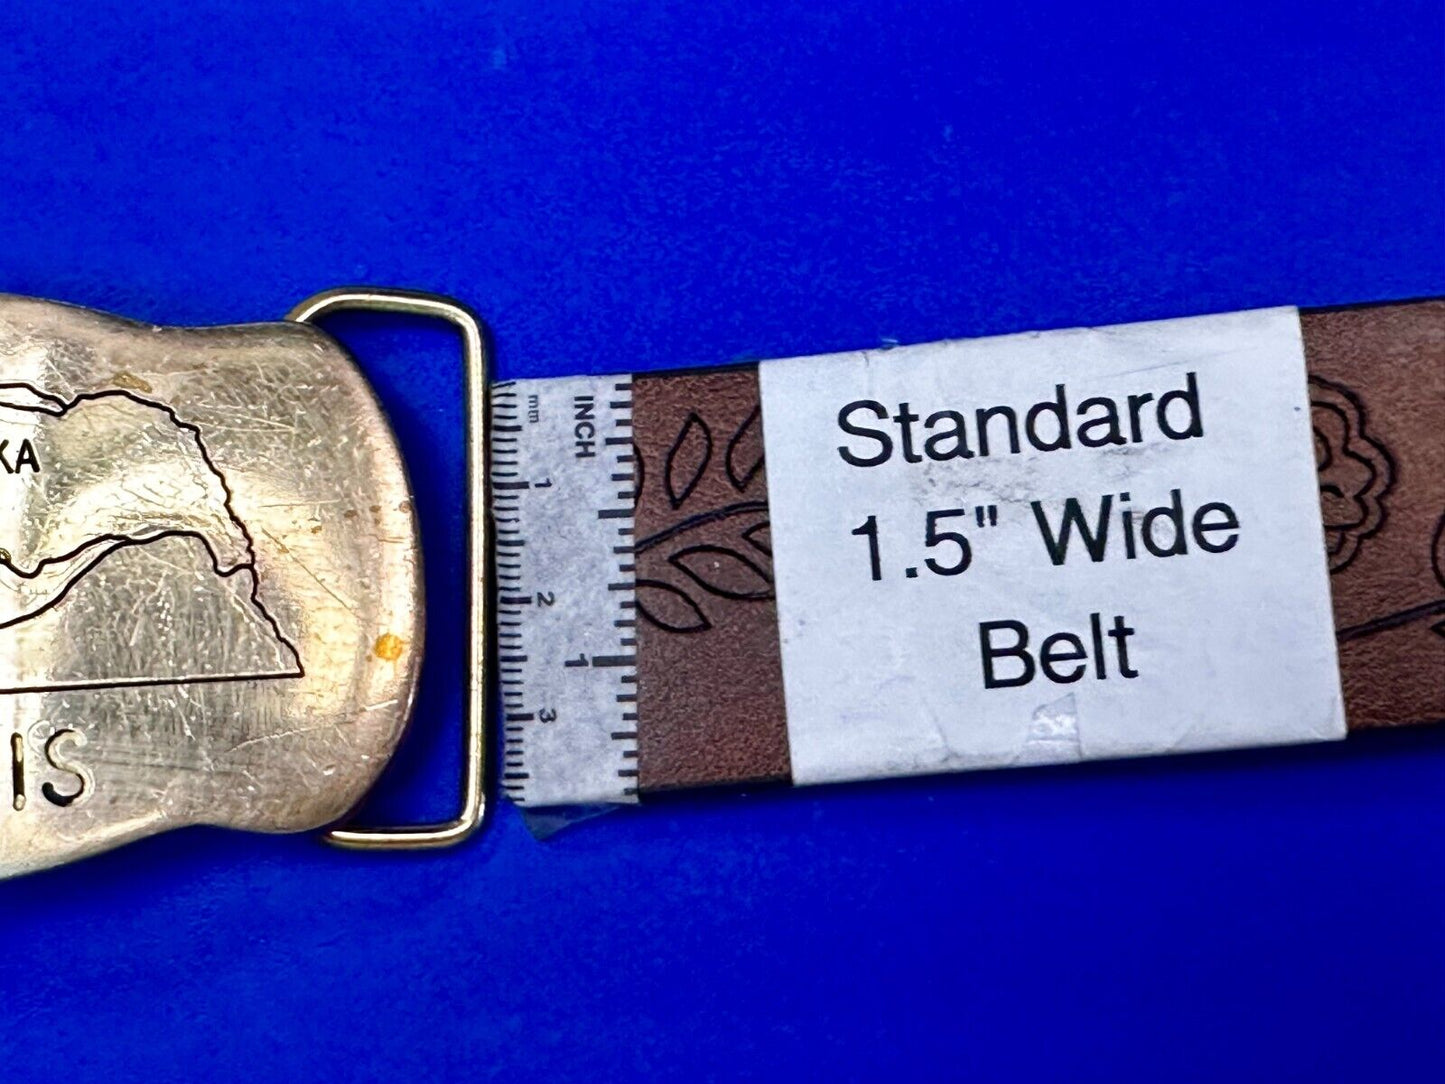 KA
IS
mm
INCH
1
2
1
3
Standard
1.5" Wide
Belt